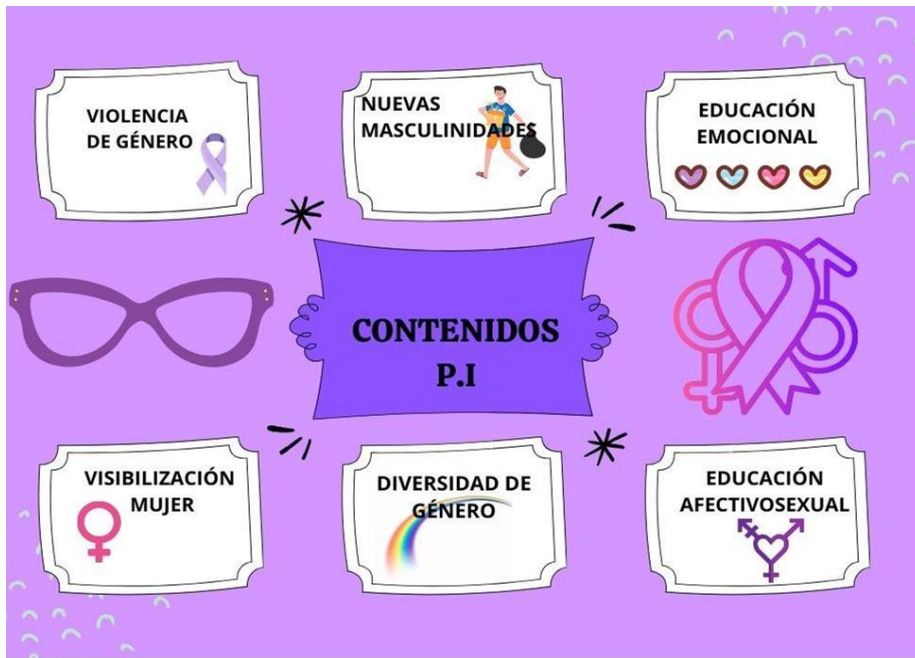 VIOLENCIA
DE GÉNERO
NUEVAS
MASCULINIDADES
EDUCACIÓN
EMOCIONAL
CONTENIDOS
P.I
VISIBILIZACIÓN
MUJER
DIVERSIDAD DE
GÉNERO
EDUCACIÓN
AFECTIVOSEXUAL